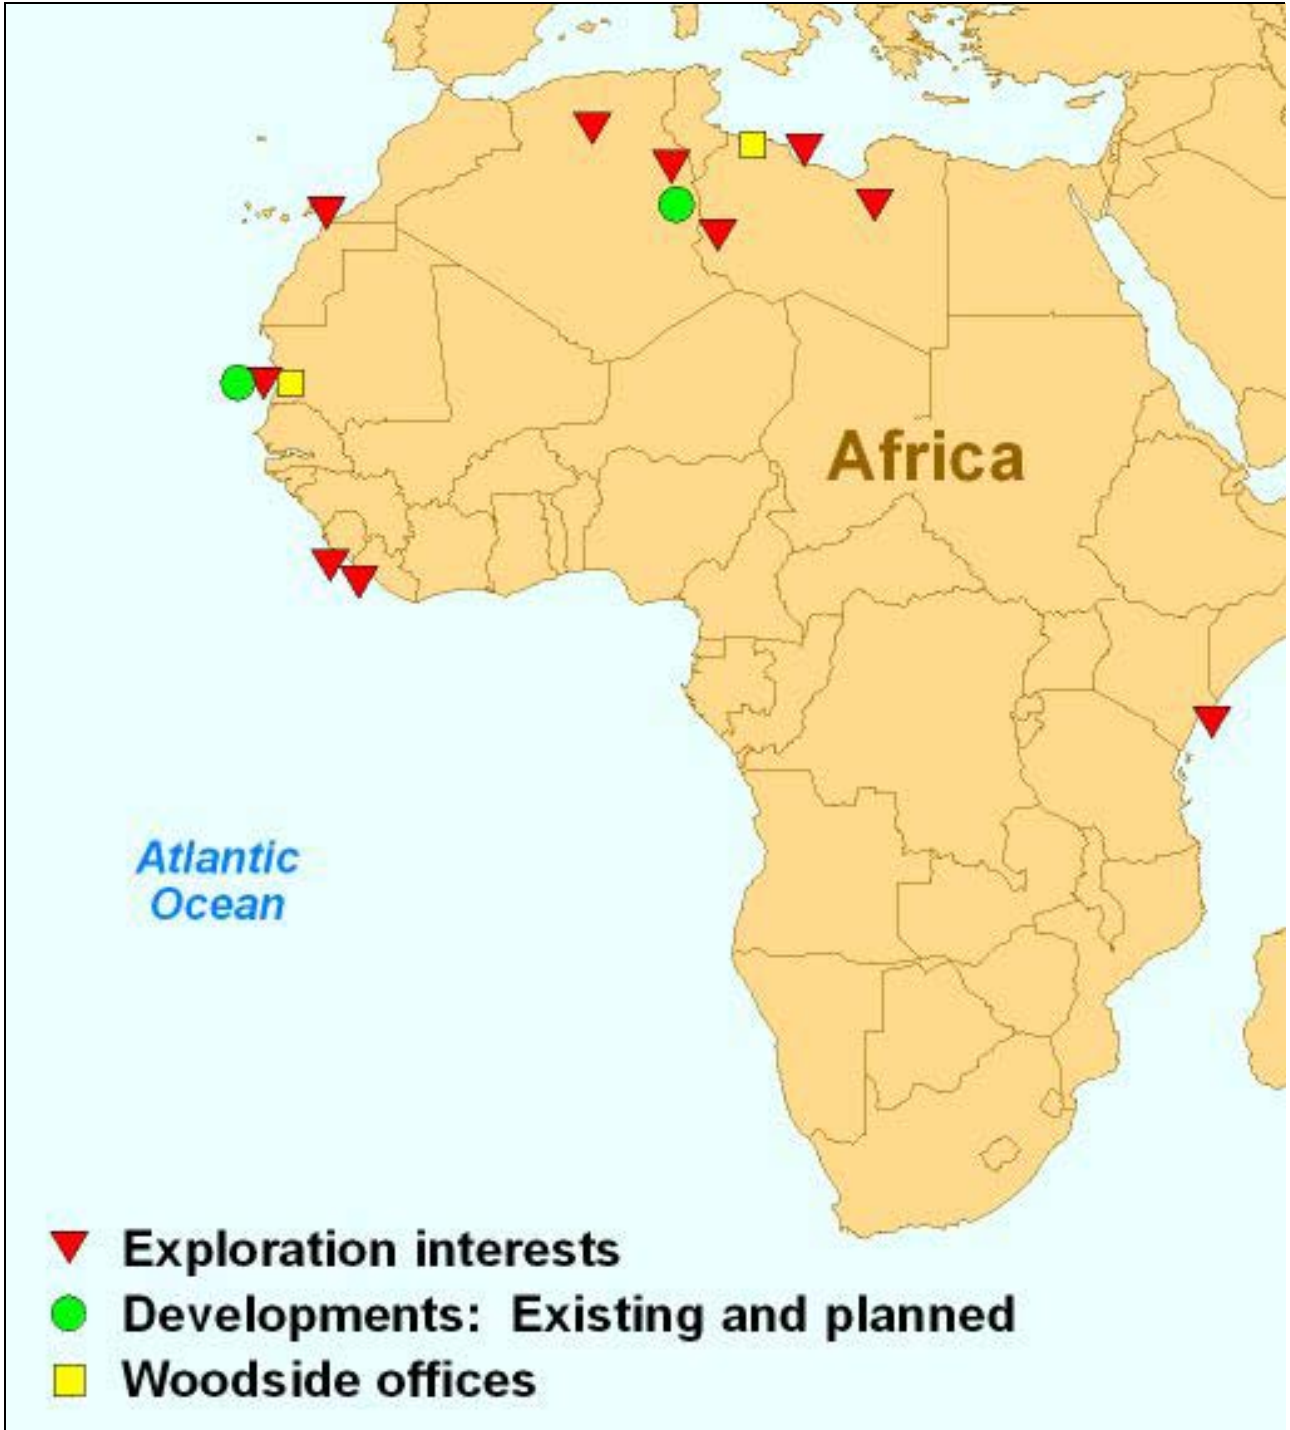 Africa
Atlantic
Ocean
Exploration interests
Developments:  Existing and planned
Woodside offices